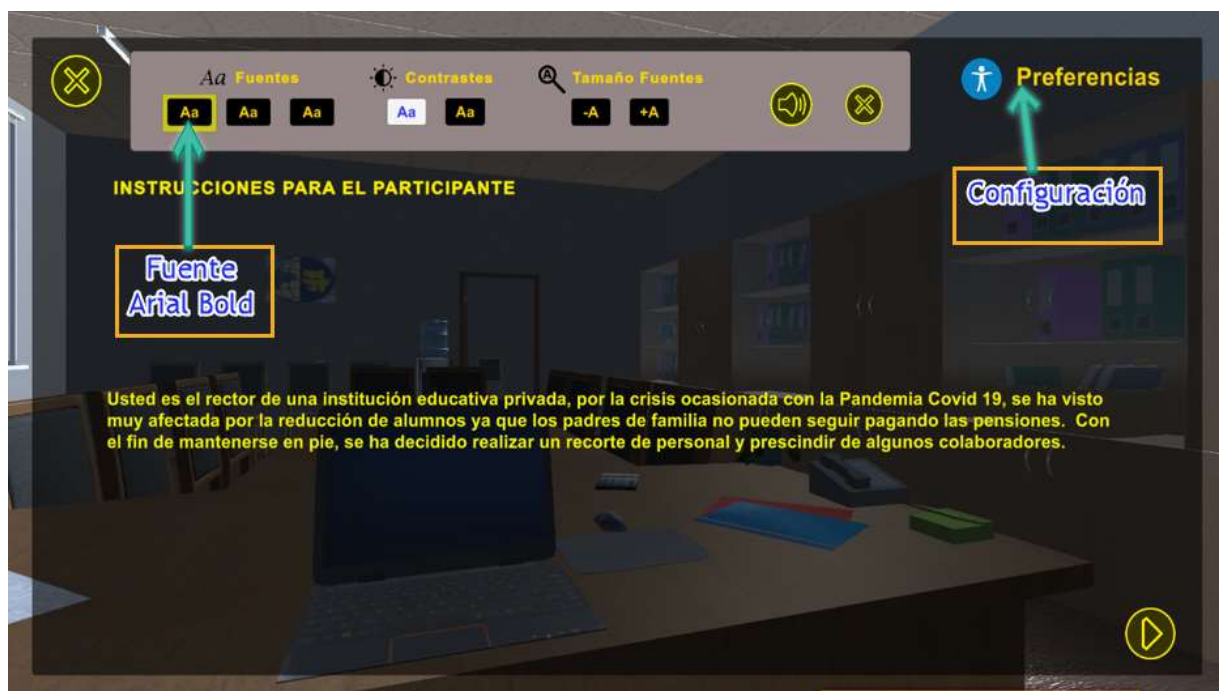 Aa Fuentes
Contrastes
A Tamaño Fuentes
Preferencias
Aa Aa Aa
Aa Aa
-A +A
INSTRUCCIONES PARA EL PARTICIPANTE
Configuración
Fuente
Arial Bold
Usted es el rector de una institución educativa privada, por la crisis ocasionada con la Pandemia Covid 19, se ha visto
muy afectada por la reducción de alumnos ya que los padres de familia no pueden seguir pagando las pensiones. Con
el fin de mantenerse en pie, se ha decidido realizar un recorte de personal y prescindir de algunos colaboradores.